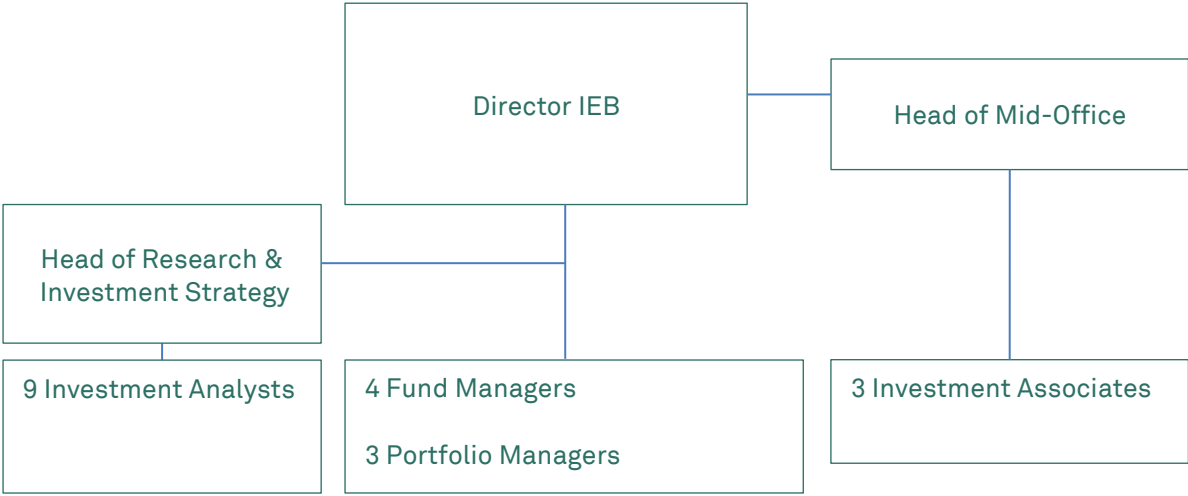 Director IEB
Head of Mid-Office
Head of Research &
Investment Strategy
9 Investment Analysts
4 Fund Managers
3 Portfolio Managers
3 Investment Associates